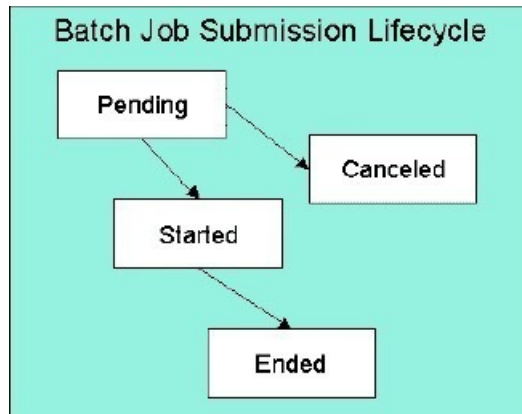 Batch Job Submission Lifecycle
Pending
Canceled
Started
Ended